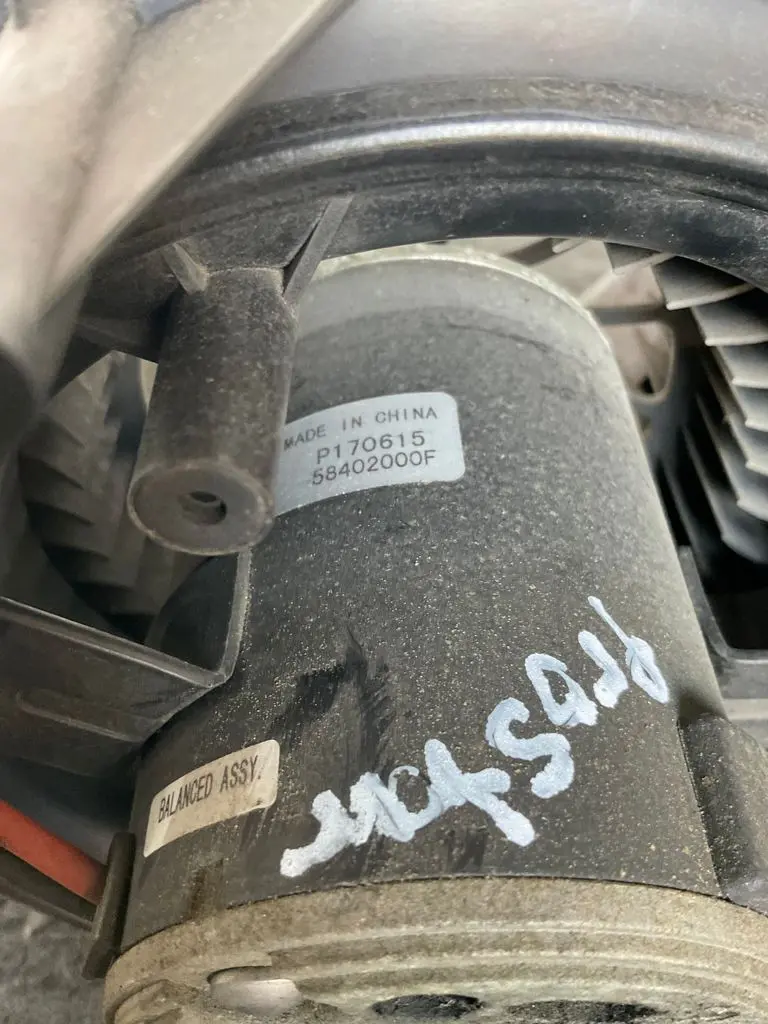 MADE IN CHINA
P170615
58402000F
BALANCED ASSY.